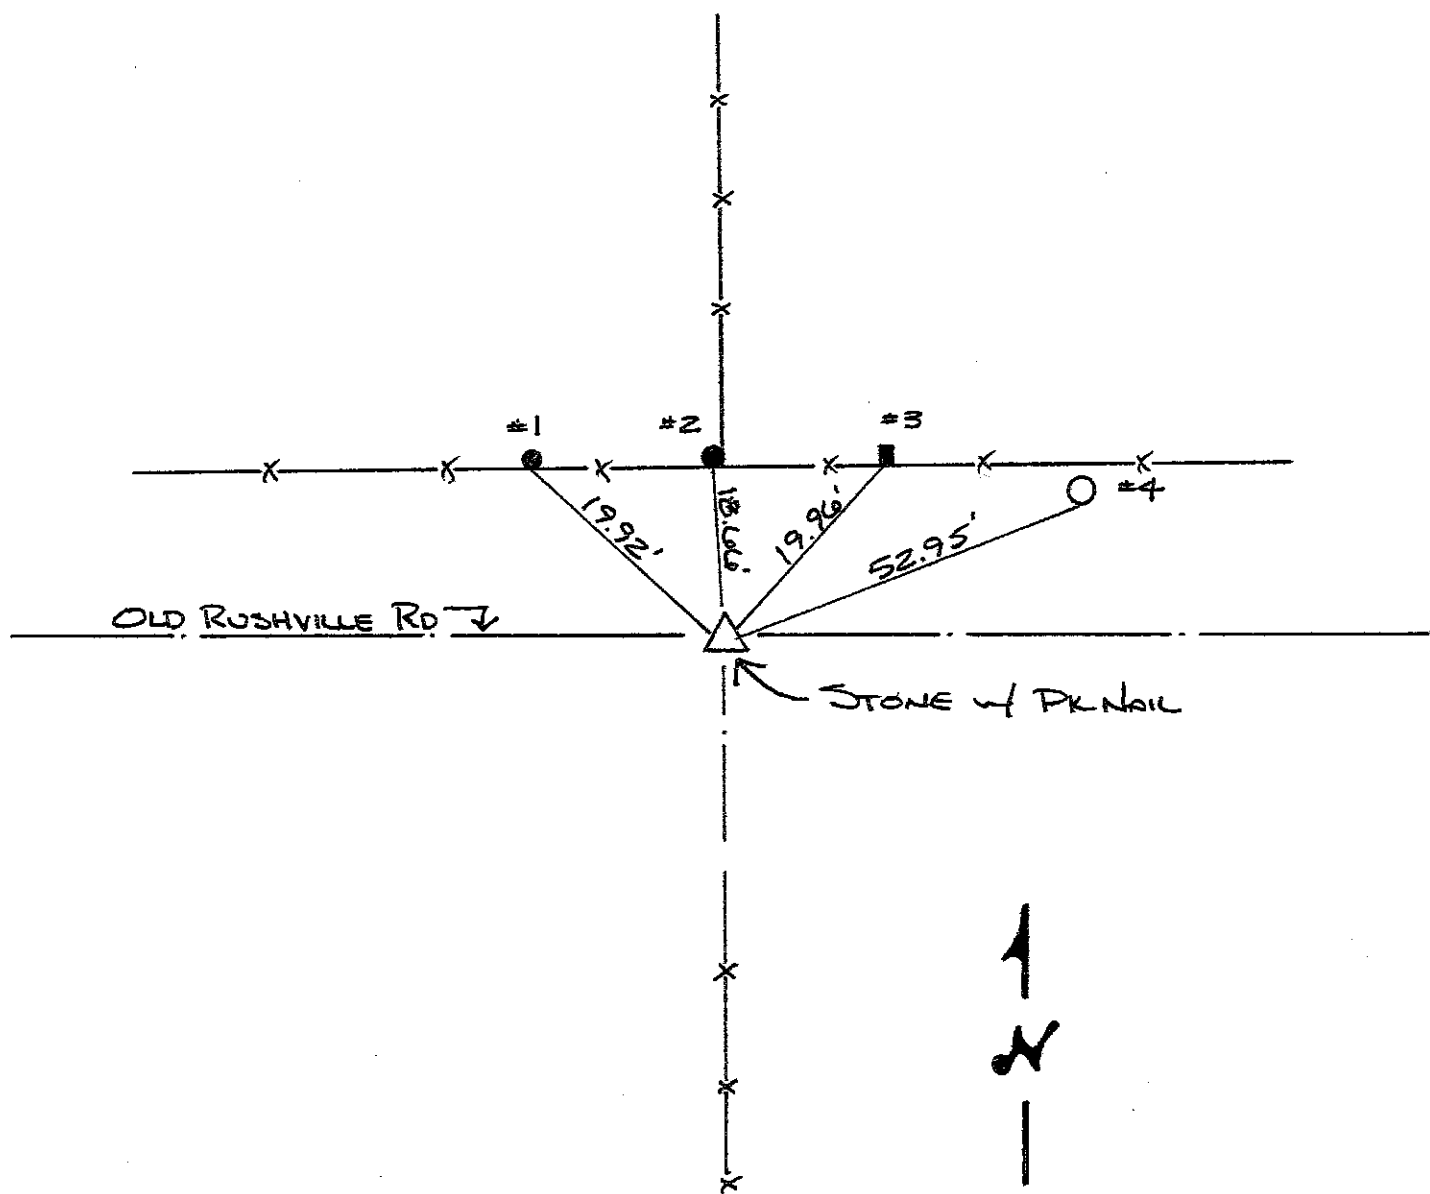 #1 #2 #3
#4
19.92' 18.66' 19.96' 52.95'
OLD RUSHVILLE RD
STONE w/ PK NAIL
N